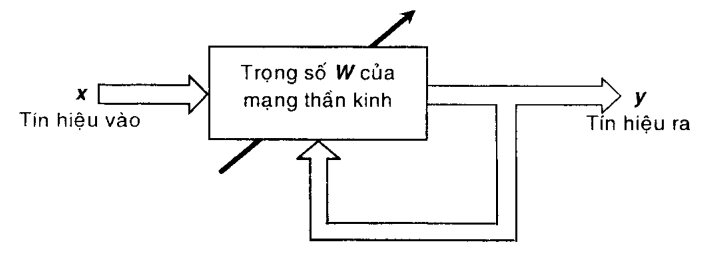 Trọng số W của
mạng thần kinh
x
Tín hiệu vào
y
Tín hiệu ra